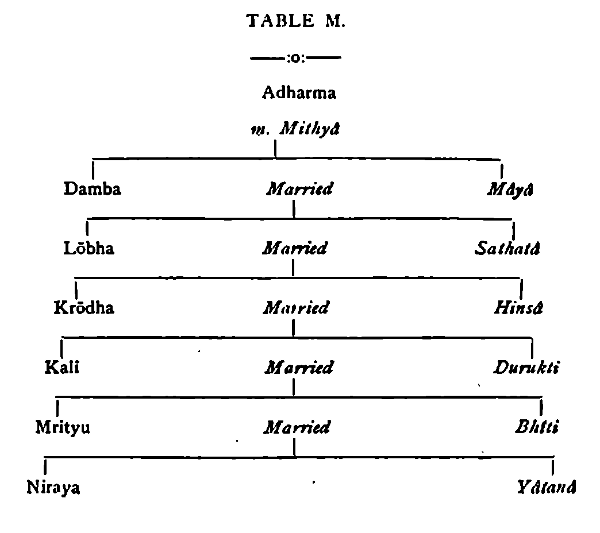 TABLE M.
—:o:—
Adharma
m. Mithyâ
Damba Married Mâyâ
Lōbha Married Sathatâ
Krōdha Married Hinsâ
Kali Married Durukti
Mrityu Married Bhîti
Niraya Yâtanâ